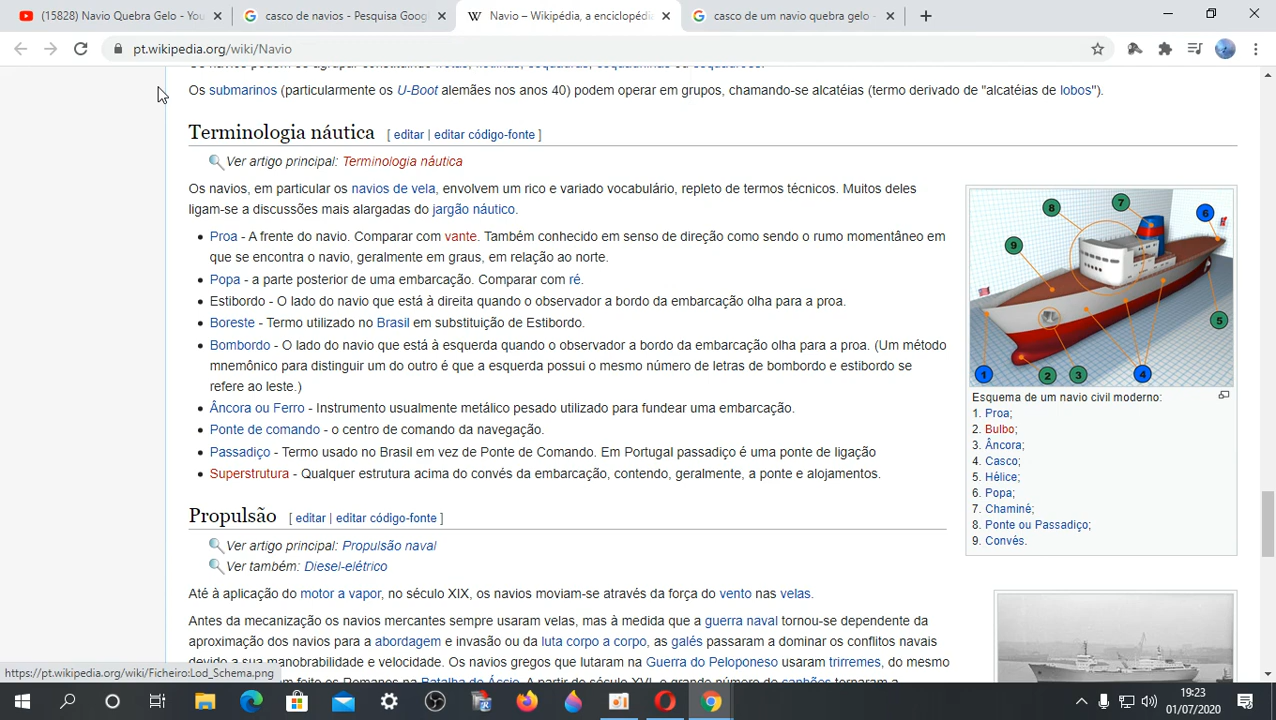 (15828) Navio Quebra Gelo - You
casco de navios - Pesquisa Goog
Navio – Wikipédia, a enciclopédi
casco de um navio quebra gelo -
pt.wikipedia.org/wiki/Navio
Os navios podem se agrupar constituindo frotas, flotilhas, esquadras, esquadrilhas ou esquadrões.
Os submarinos (particularmente os U-Boot alemães nos anos 40) podem operar em grupos, chamando-se alcatéias (termo derivado de "alcatéias de lobos").
Terminologia náutica [ editar | editar código-fonte ]
Ver artigo principal: Terminologia náutica
Os navios, em particular os navios de vela, envolvem um rico e variado vocabulário, repleto de termos técnicos. Muitos deles
ligam-se a discussões mais alargadas do jargão náutico.
• Proa - A frente do navio. Comparar com vante. Também conhecido em senso de direção como sendo o rumo momentâneo em
que se encontra o navio, geralmente em graus, em relação ao norte.
• Popa - a parte posterior de uma embarcação. Comparar com ré.
• Estibordo - O lado do navio que está à direita quando o observador a bordo da embarcação olha para a proa.
• Boreste - Termo utilizado no Brasil em substituição de Estibordo.
• Bombordo - O lado do navio que está à esquerda quando o observador a bordo da embarcação olha para a proa. (Um método
mnemônico para distinguir um do outro é que a esquerda possui o mesmo número de letras de bombordo e estibordo se
refere ao leste.)
• Âncora ou Ferro - Instrumento usualmente metálico pesado utilizado para fundear uma embarcação.
• Ponte de comando - o centro de comando da navegação.
• Passadiço - Termo usado no Brasil em vez de Ponte de Comando. Em Portugal passadiço é uma ponte de ligação
• Superstrutura - Qualquer estrutura acima do convés da embarcação, contendo, geralmente, a ponte e alojamentos.
8
7
6
9
5
1
2
3
4
Esquema de um navio civil moderno:
1. Proa;
2. Bulbo;
3. Âncora;
4. Casco;
5. Hélice;
6. Popa;
7. Chaminé;
8. Ponte ou Passadiço;
9. Convés.
Propulsão [ editar | editar código-fonte ]
Ver artigo principal: Propulsão naval
Ver também: Diesel-elétrico
Até à aplicação do motor a vapor, no século XIX, os navios moviam-se através da força do vento nas velas.
Antes da mecanização os navios mercantes sempre usaram velas, mas à medida que a guerra naval tornou-se dependente da
aproximação dos navios para a abordagem e invasão ou da luta corpo a corpo, as galés passaram a dominar os conflitos navais
devido a sua manobrabilidade e velocidade. Os navios gregos que lutaram na Guerra do Peloponeso usaram trirremes, do mesmo
fizeram os Romanos na Batalha de Áccio. A partir do século XVI, o grande número de canhões tornaram a
https://pt.wikipedia.org/wiki/Ficheiro:Lod_Schema.png
19:23
01/07/2020